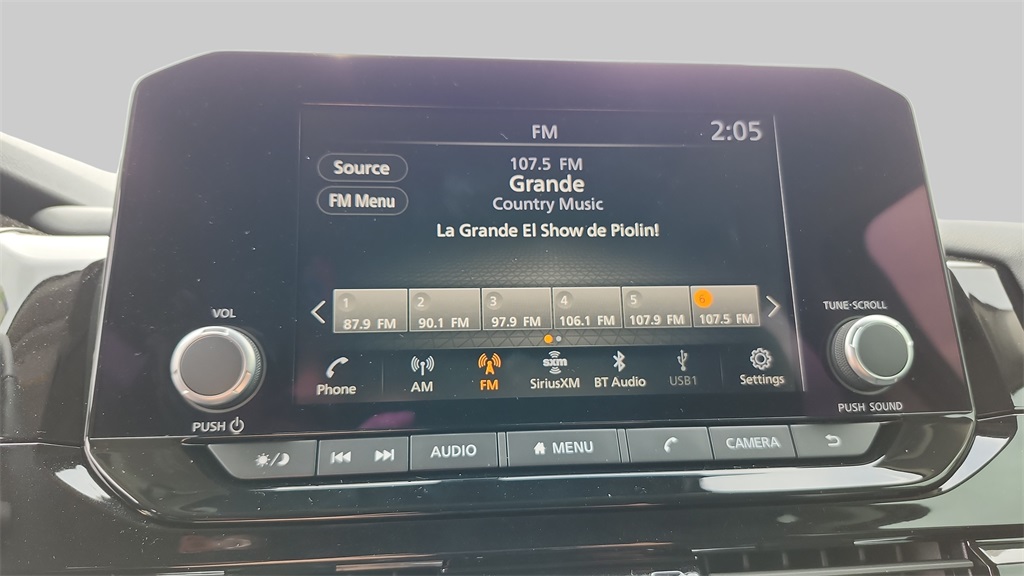 FM 2:05
Source
FM Menu
107.5 FM
Grande
Country Music
La Grande El Show de Piolin!
1 2 3 4 5 6
87.9 FM 90.1 FM 97.9 FM 106.1 FM 107.9 FM 107.5 FM
VOL
TUNE·SCROLL
sxm
Phone AM FM SiriusXM BT Audio USB1 Settings
PUSH
PUSH SOUND
AUDIO MENU CAMERA